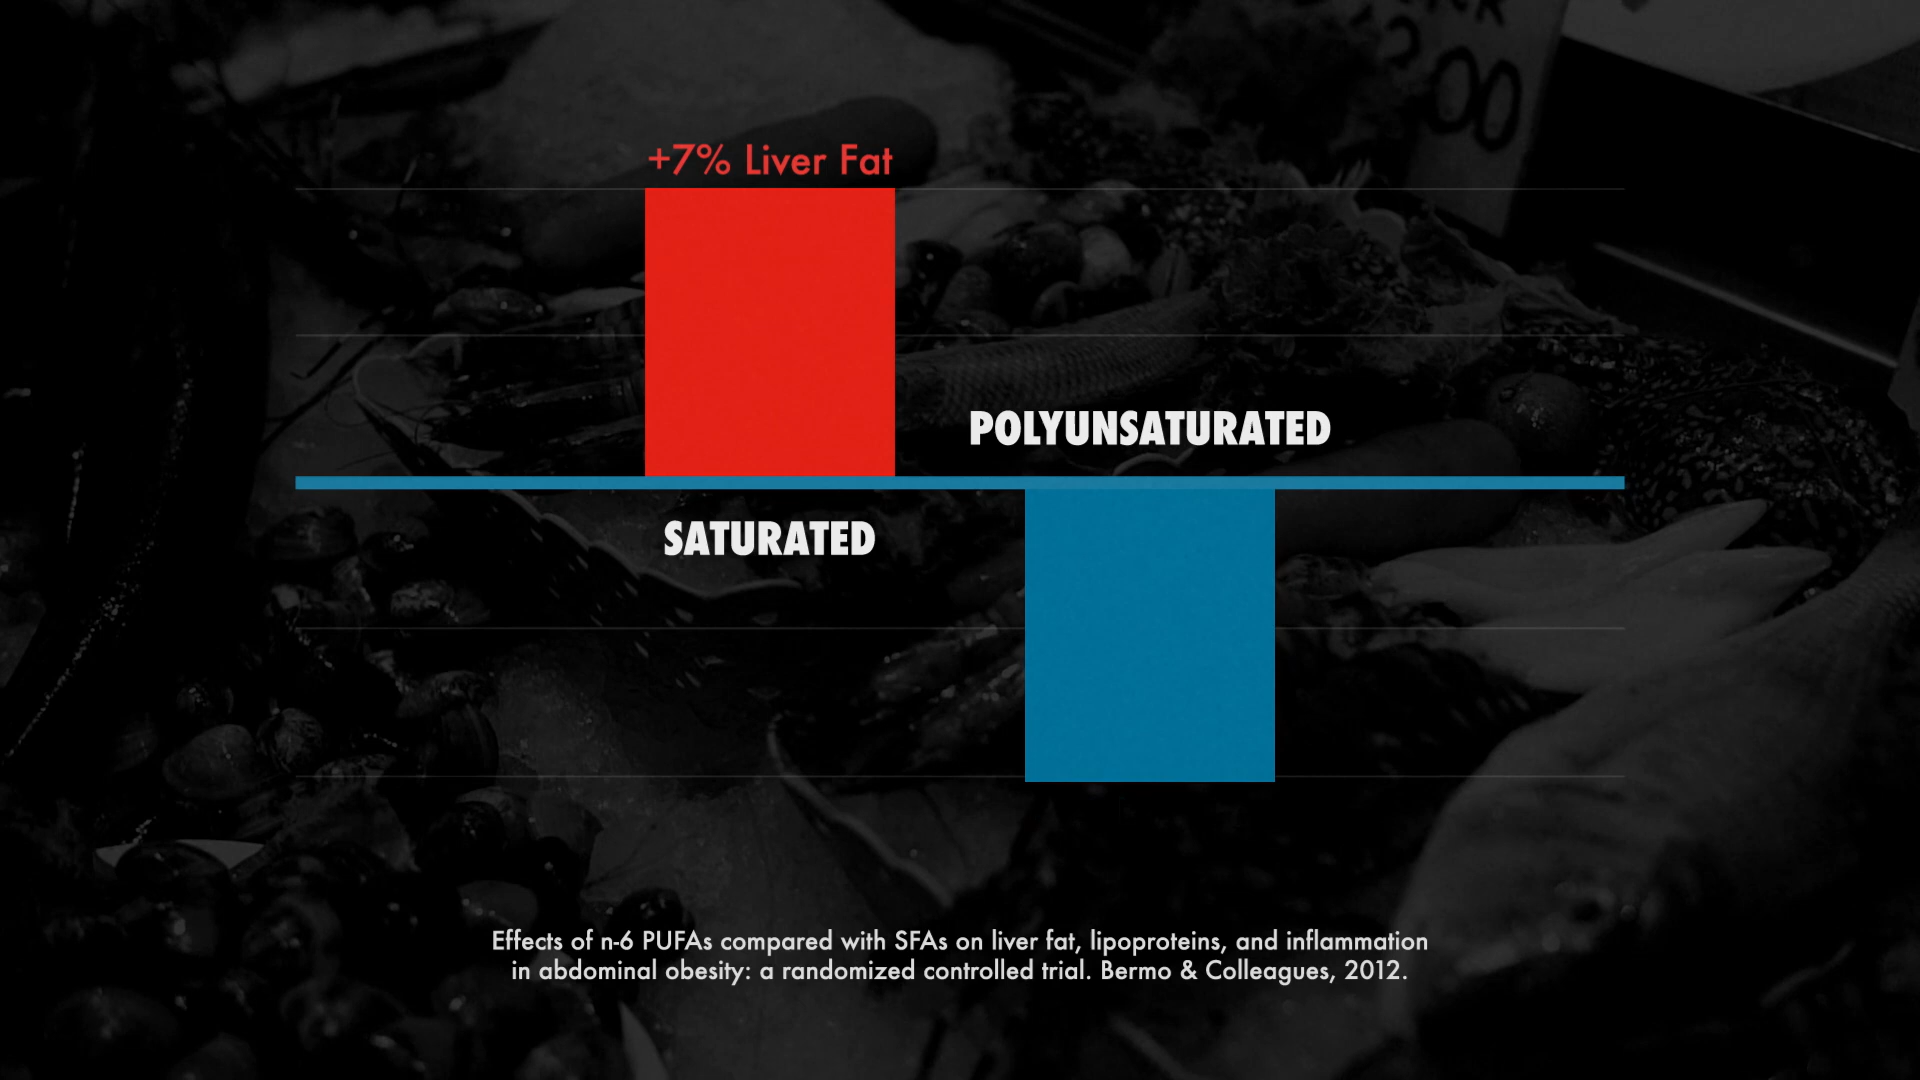 +7% Liver Fat
POLYUNSATURATED
SATURATED
Effects of n-6 PUFAs compared with SFAs on liver fat, lipoproteins, and inflammation
in abdominal obesity: a randomized controlled trial. Bermo & Colleagues, 2012.